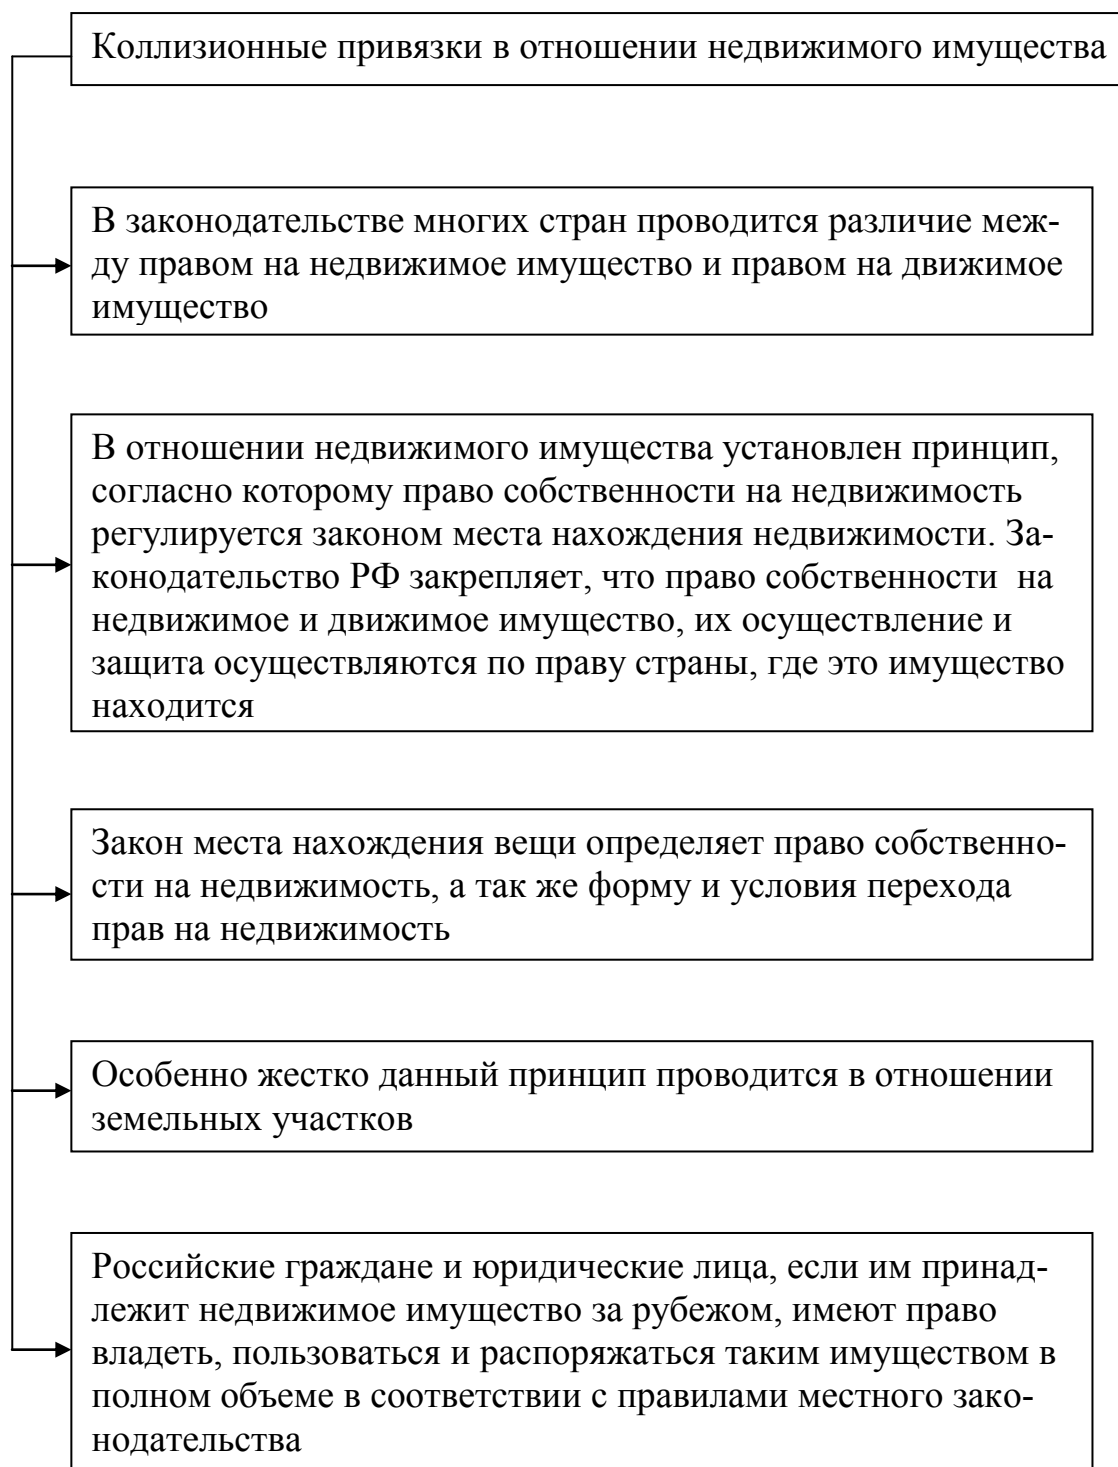 Коллизионные привязки в отношении недвижимого имущества
В законодательстве многих стран проводится различие меж-
ду правом на недвижимое имущество и правом на движимое
имущество
В отношении недвижимого имущества установлен принцип,
согласно которому право собственности на недвижимость
регулируется законом места нахождения недвижимости. За-
конодательство РФ закрепляет, что право собственности  на
недвижимое и движимое имущество, их осуществление и
защита осуществляются по праву страны, где это имущество
находится
Закон места нахождения вещи определяет право собственно-
сти на недвижимость, а так же форму и условия перехода
прав на недвижимость
Особенно жестко данный принцип проводится в отношении
земельных участков
Российские граждане и юридические лица, если им принад-
лежит недвижимое имущество за рубежом, имеют право
владеть, пользоваться и распоряжаться таким имуществом в
полном объеме в соответствии с правилами местного зако-
нодательства